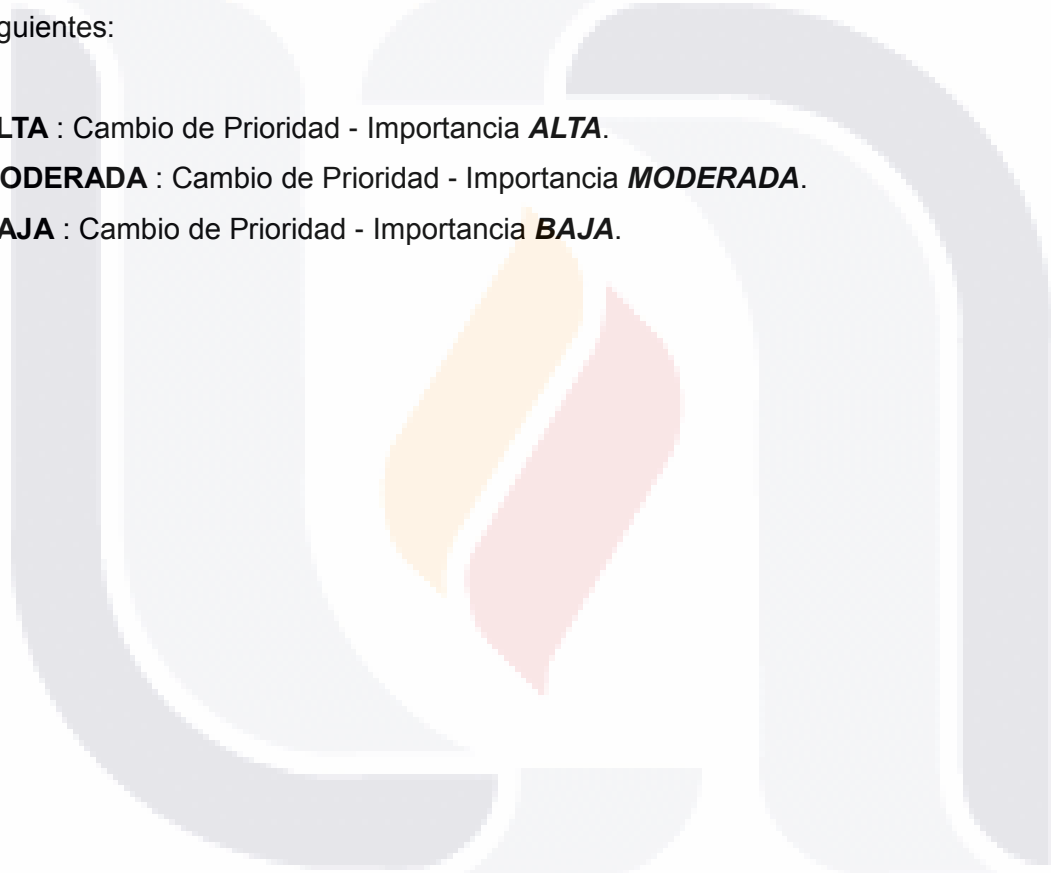 guientes:
LTA : Cambio de Prioridad - Importancia ALTA.
ODERADA : Cambio de Prioridad - Importancia MODERADA.
AJA : Cambio de Prioridad - Importancia BAJA.